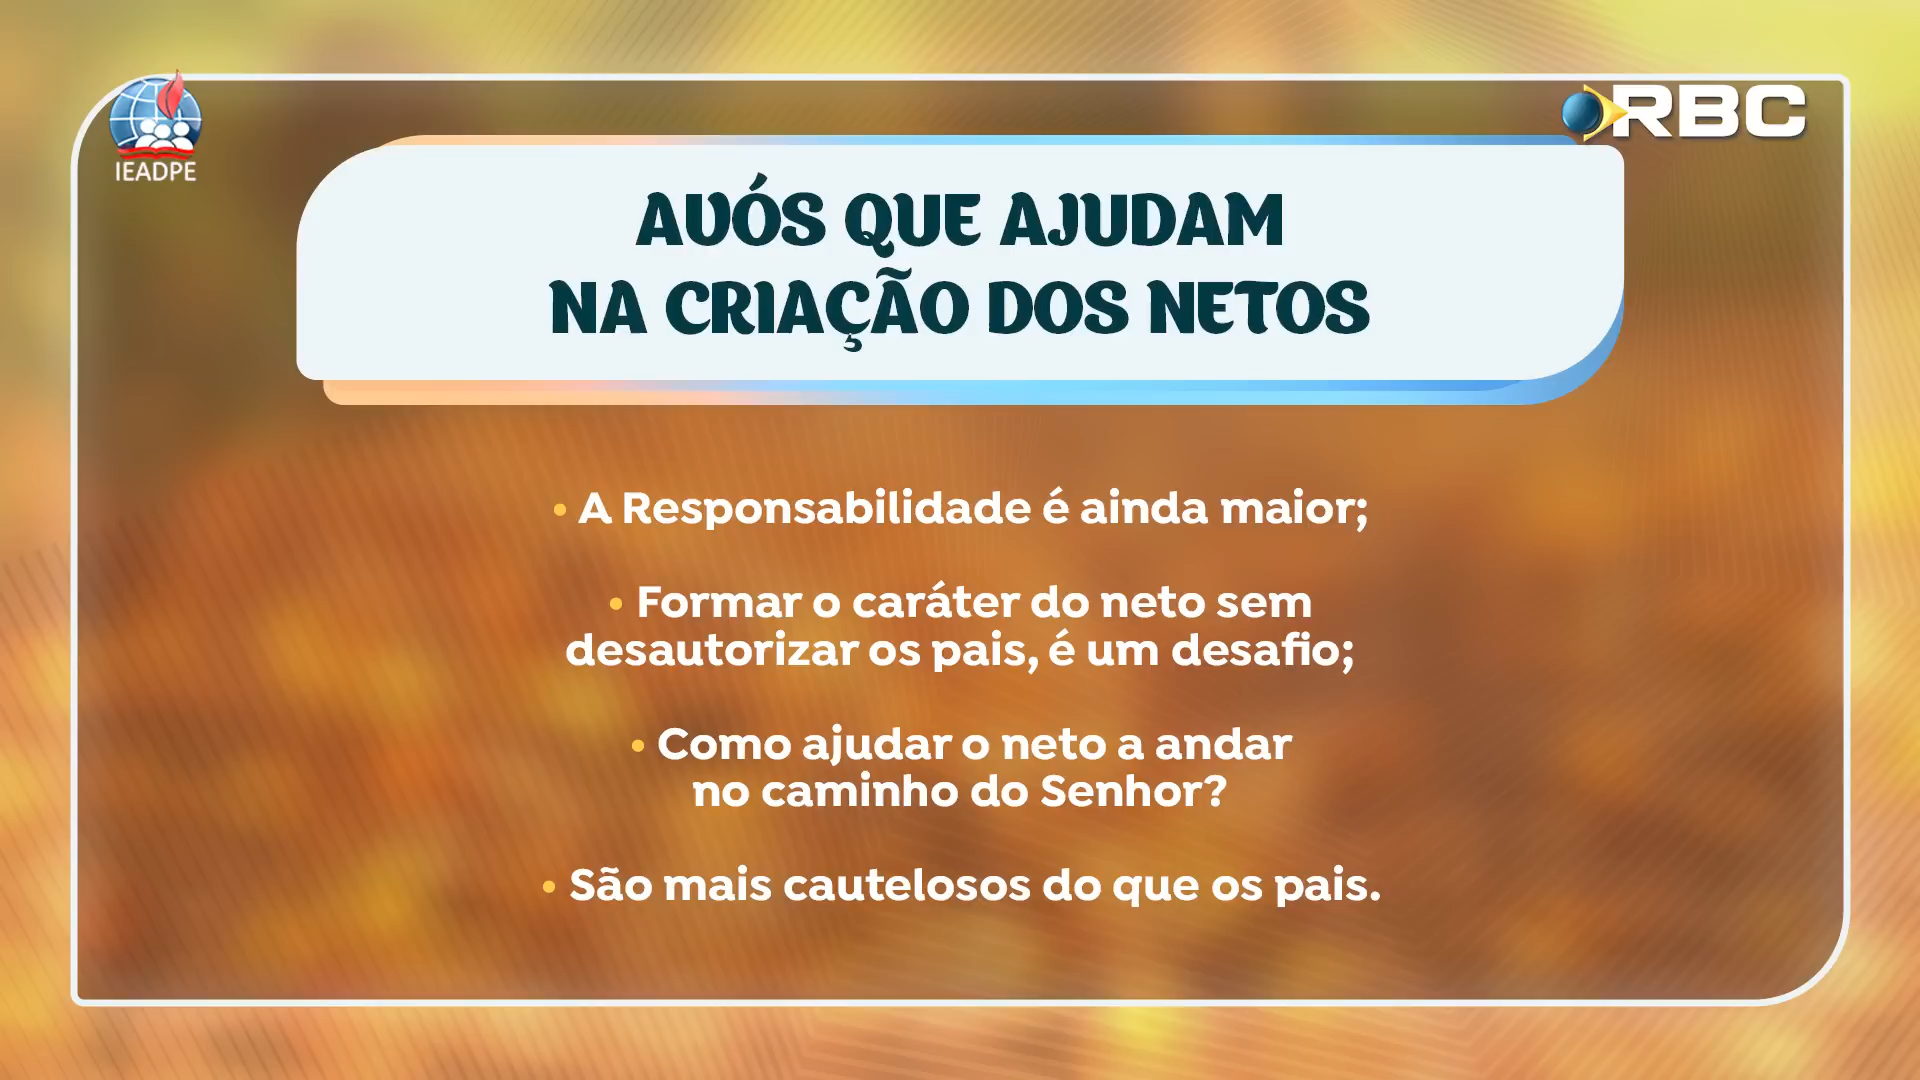 IEADPE
RBC
AVÓS QUE AJUDAM
NA CRIAÇÃO DOS NETOS
• A Responsabilidade é ainda maior;
• Formar o caráter do neto sem
desautorizar os pais, é um desafio;
• Como ajudar o neto a andar
no caminho do Senhor?
• São mais cautelosos do que os pais.